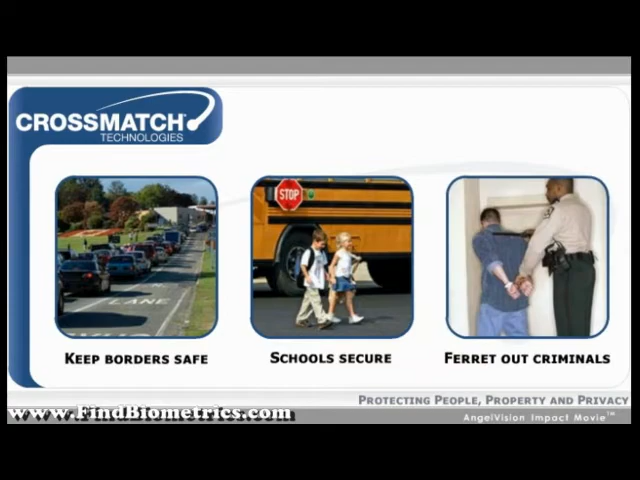 CROSSMATCH
TECHNOLOGIES
STOP
LANE
KEEP BORDERS SAFE
SCHOOLS SECURE
FERRET OUT CRIMINALS
PROTECTING PEOPLE, PROPERTY AND PRIVACY
www.FindBiometrics.com
ANGELVISION IMPACT MOVIE™